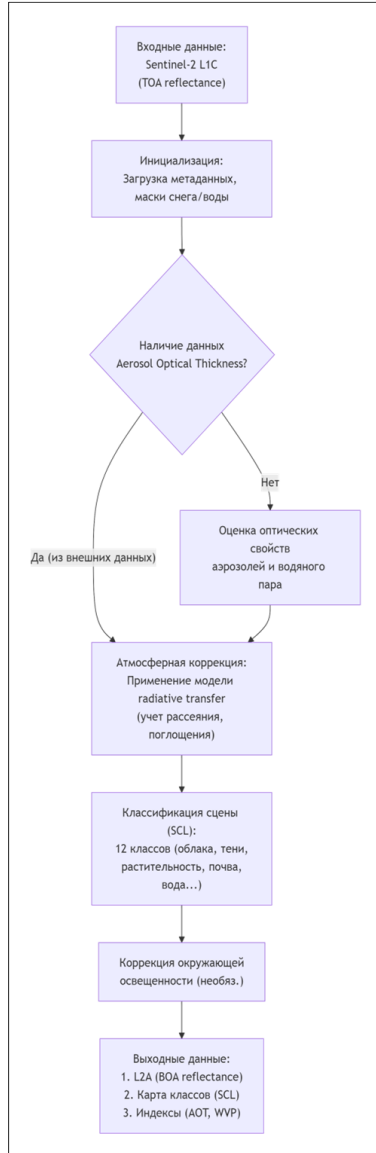 Входные данные:
Sentinel-2 L1C
(TOA reflectance)
Инициализация:
Загрузка метаданных,
маски снега/воды
Наличие данных
Aerosol Optical Thickness?
Нет
Оценка оптических
свойств
аэрозолей и водяного
пара
Да (из внешних данных)
Атмосферная коррекция:
Применение модели
radiative transfer
(учет рассеяния,
поглощения)
Классификация сцены
(SCL):
12 классов (облака, тени,
растительность, почва,
вода...)
Коррекция окружающей
освещенности (необяз.)
Выходные данные:
1. L2A (BOA reflectance)
2. Карта классов (SCL)
3. Индексы (AOT, WVP)